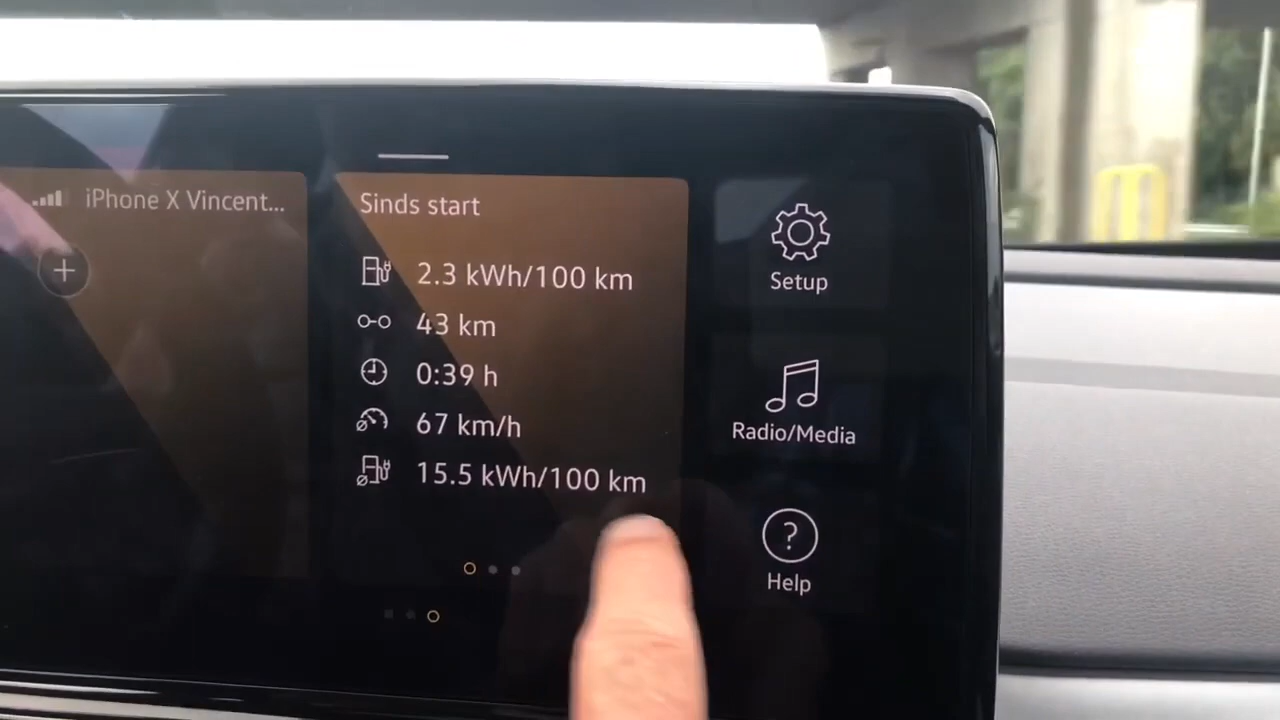 iPhone X Vincent...
Sinds start
2.3 kWh/100 km
43 km
0:39 h
67 km/h
15.5 kWh/100 km
Setup
Radio/Media
Help